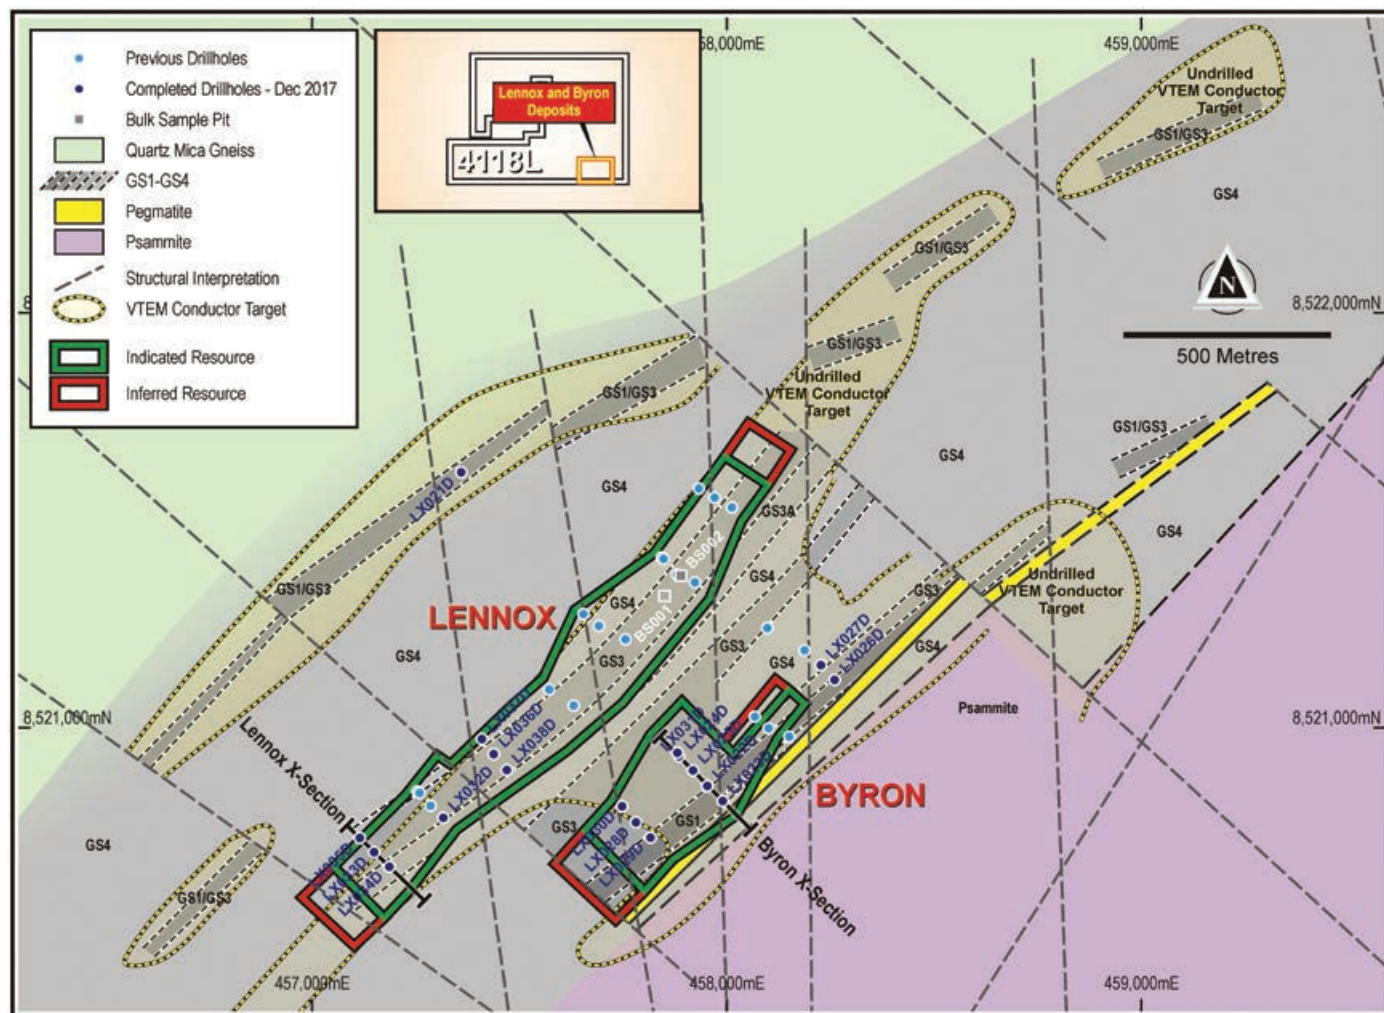 58,000mE
459,000mE
Previous Drillholes
Completed Drillholes - Dec 2017
Bulk Sample Pit
Quartz Mica Gneiss
GS1-GS4
Pegmatite
Psammite
Structural Interpretation
VTEM Conductor Target
Indicated Resource
Inferred Resource
Lennox and Byron
Deposits
4118L
Undrilled
VTEM Conductor
Target
GS1/GS3
GS4
GS1/GS3
N
8,522,000mN
500 Metres
GS1/GS3
Undrilled
VTEM Conductor
Target
GS1/GS3
GS1/GS3
GS4
GS4
LX021D
GS3A
GS4
BS002
GS1/GS3
GS4
GS4
BS001
LENNOX
GS3
Undrilled
VTEM Conductor
Target
GS4
GS3
GS3
GS4
LX027D
LX026D
GS4
Psammite
8,521,000mN
8,521,000mN
LX036D
LX038D
LX032D
Lennox X-Section
BYRON
GS3
GS1
LX028D
Byron X-Section
GS4
GS1/GS3
457,000mE
458,000mE
459,000mE